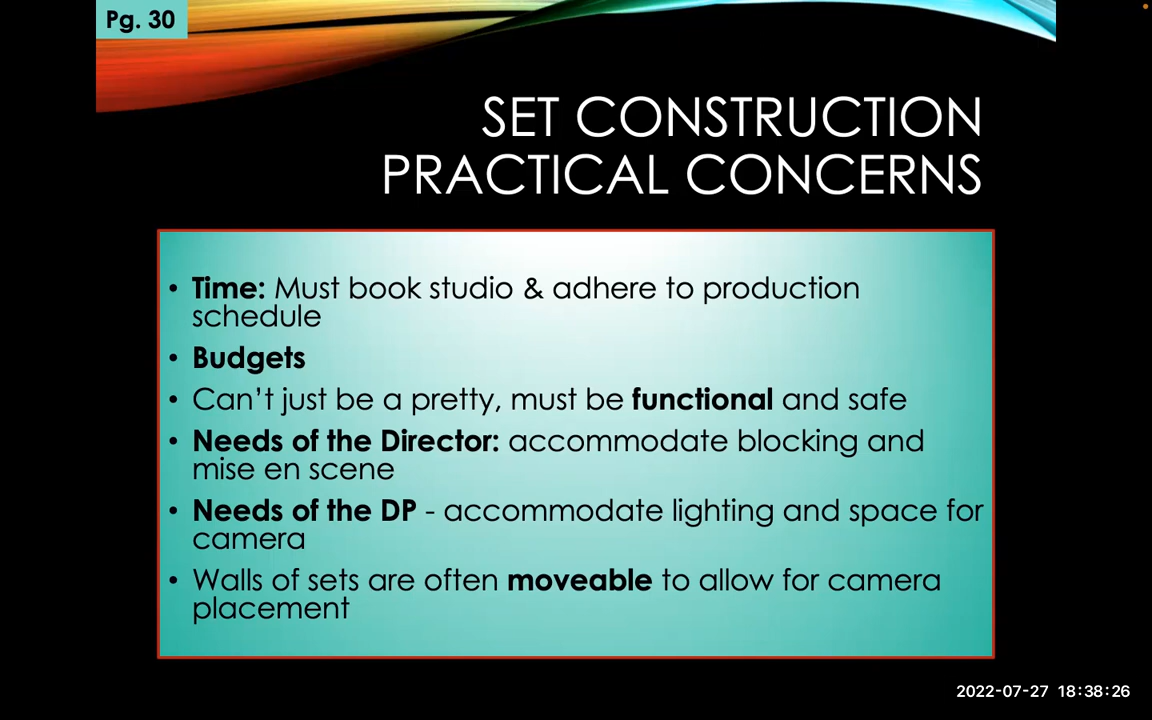 Pg. 30
SET CONSTRUCTION
PRACTICAL CONCERNS
• Time: Must book studio & adhere to production
schedule
• Budgets
• Can't just be a pretty, must be functional and safe
• Needs of the Director: accommodate blocking and
mise en scene
• Needs of the DP - accommodate lighting and space for
camera
• Walls of sets are often moveable to allow for camera
placement
2022-07-27 18:38:26